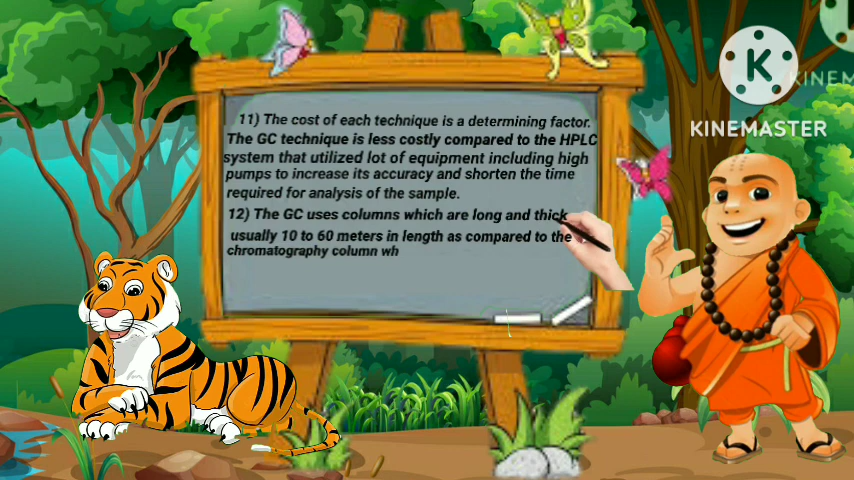 KINEM
KINEMASTER
11) The cost of each technique is a determining factor.
The GC technique is less costly compared to the HPLC
system that utilized lot of equipment including high
pumps to increase its accuracy and shorten the time
required for analysis of the sample.
12) The GC uses columns which are long and thick
usually 10 to 60 meters in length as compared to the
chromatography column wh